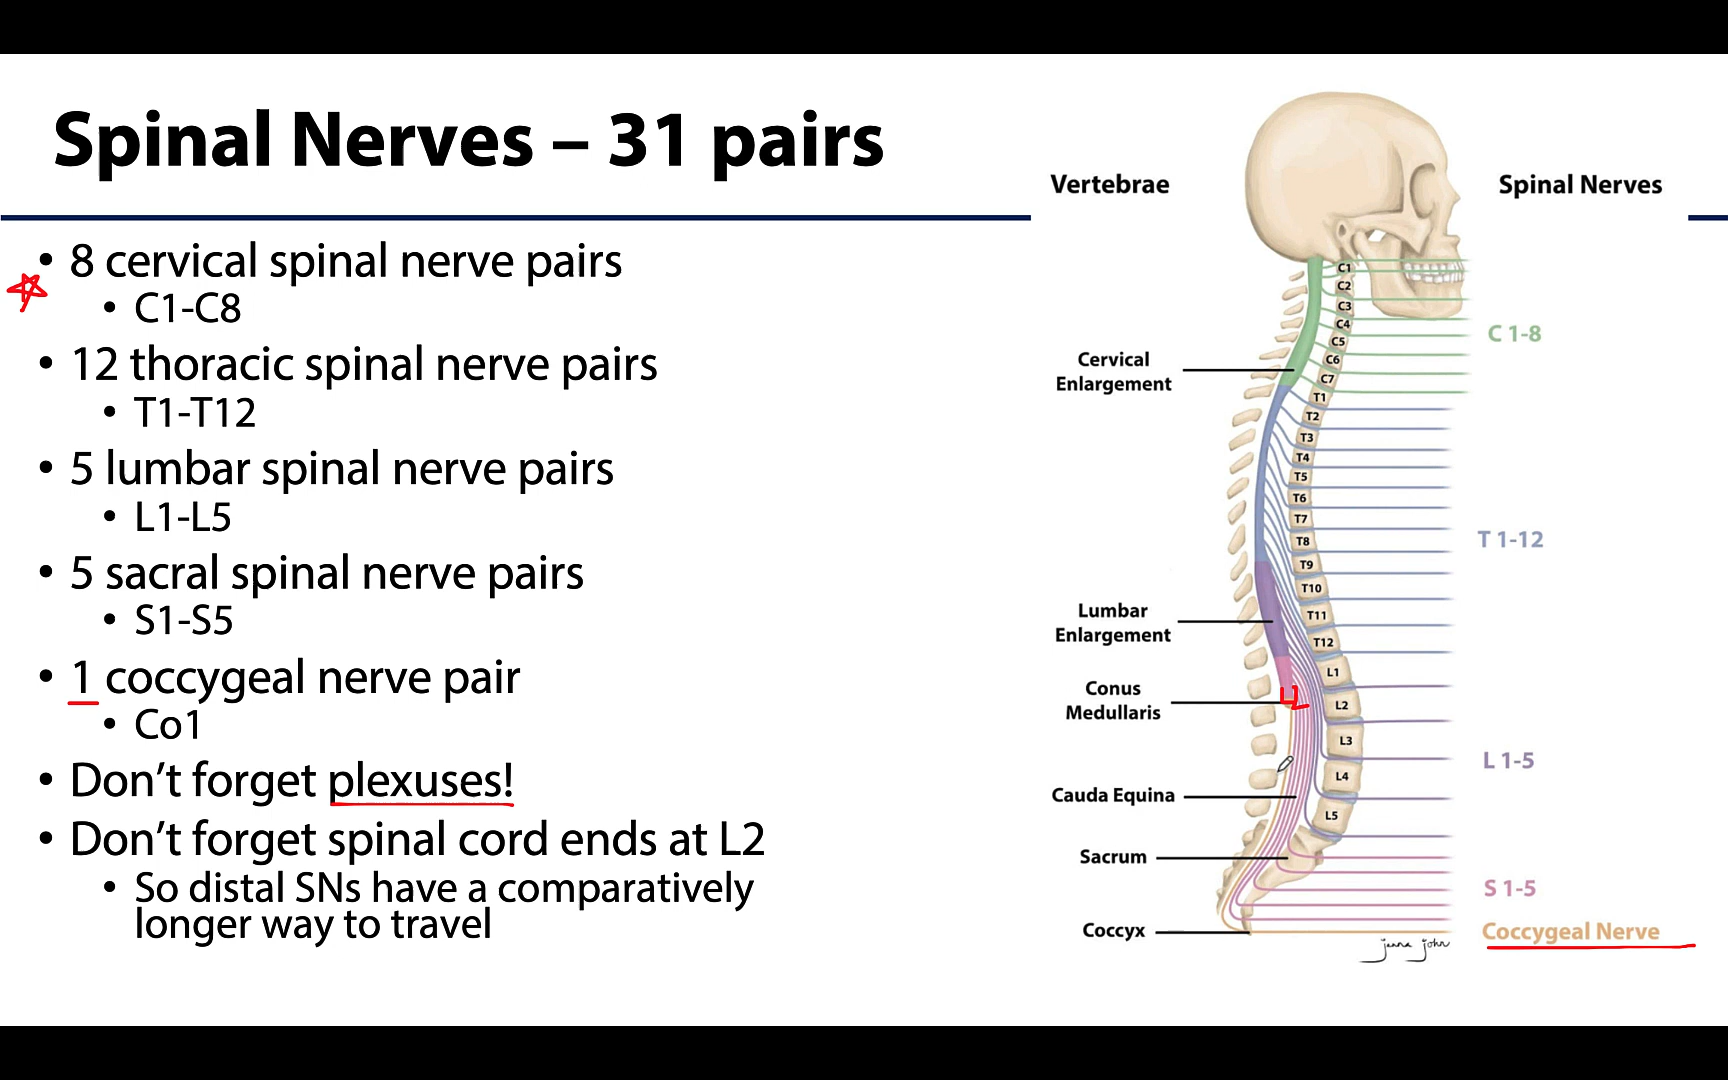 Spinal Nerves – 31 pairs
• 8 cervical spinal nerve pairs
• C1-C8
• 12 thoracic spinal nerve pairs
• T1-T12
• 5 lumbar spinal nerve pairs
• L1-L5
• 5 sacral spinal nerve pairs
• S1-S5
• 1 coccygeal nerve pair
• Co1
• Don’t forget plexuses!
• Don’t forget spinal cord ends at L2
• So distal SNs have a comparatively
longer way to travel
Vertebrae
Spinal Nerves
C1
C2
C3
C4
C5
C6
C7
T1
T2
T3
T4
T5
T6
T7
T8
T9
T10
T11
T12
L1
L2
L3
L4
L5
Cervical
Enlargement
Lumbar
Enlargement
Conus
Medullaris
Cauda Equina
Sacrum
Coccyx
C 1-8
T 1-12
L 1-5
S 1-5
Coccygeal Nerve
jenna john